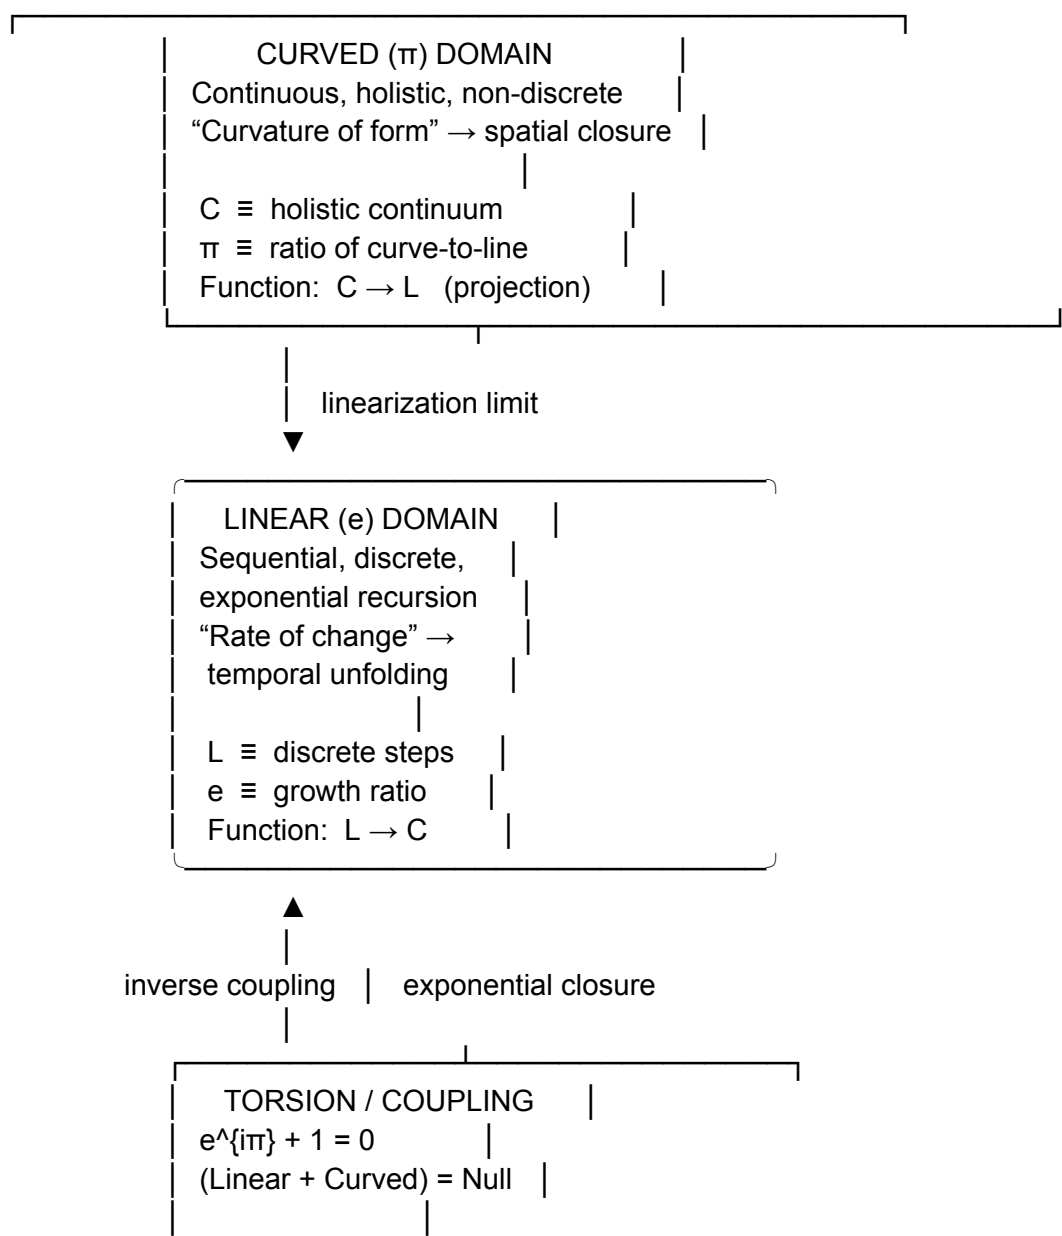 CURVED (π) DOMAIN
Continuous, holistic, non-discrete
“Curvature of form” → spatial closure
C ≡ holistic continuum
π ≡ ratio of curve-to-line
Function: C → L (projection)
linearization limit
LINEAR (e) DOMAIN
Sequential, discrete,
exponential recursion
“Rate of change” →
temporal unfolding
L ≡ discrete steps
e ≡ growth ratio
Function: L → C
inverse coupling │ exponential closure
TORSION / COUPLING
e^{iπ} + 1 = 0
(Linear + Curved) = Null